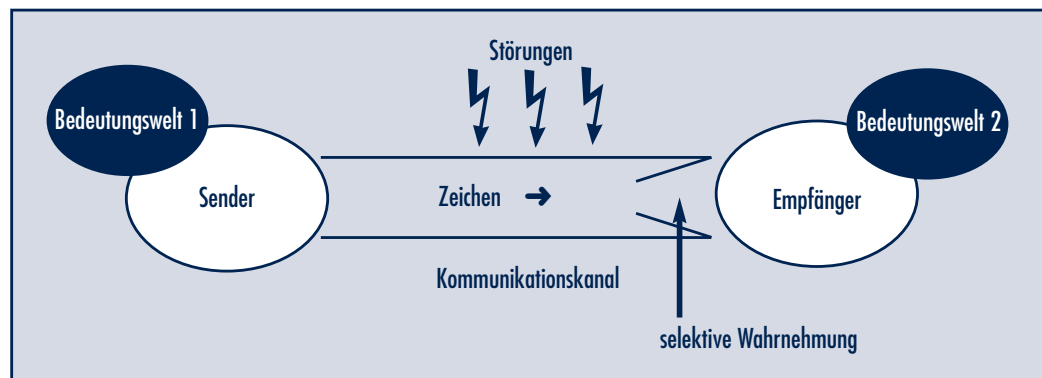 Störungen
Bedeutungswelt 1
Bedeutungswelt 2
Sender
Zeichen ➜
Empfänger
Kommunikationskanal
selektive Wahrnehmung